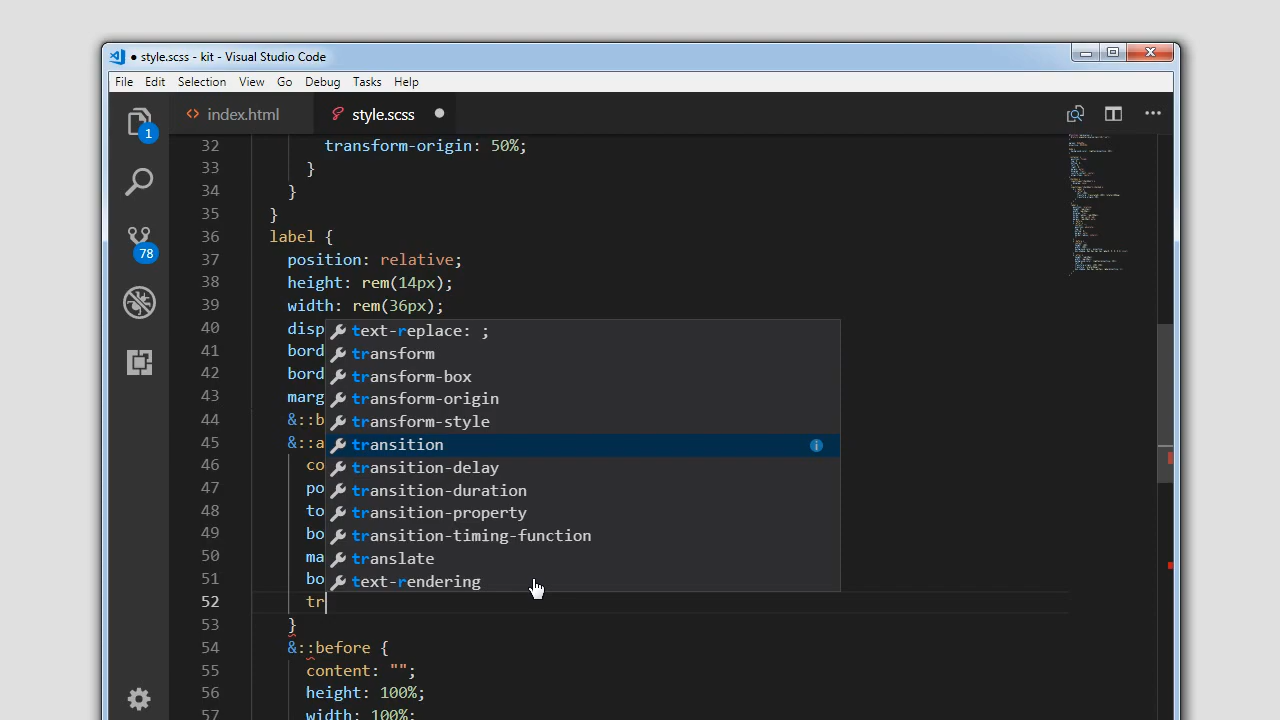 ● style.scss - kit - Visual Studio Code
File Edit Selection View Go Debug Tasks Help
1
index.html
style.scss
78
32 transform-origin: 50%;
33 }
34 }
35 }
36 label {
37 position: relative;
38 height: rem(14px);
39 width: rem(36px);
40 disp
41 bord
42 bord
43 marg
44 &::b
45 &::a
46 co
47 po
48 to
49 bo
50 ma
51 bo
52 tr
text-replace: ;
transform
transform-box
transform-origin
transform-style
transition
transition-delay
transition-duration
transition-property
transition-timing-function
translate
text-rendering
53 }
54 &::before {
55 content: "";
56 height: 100%;
57 width: 100%;